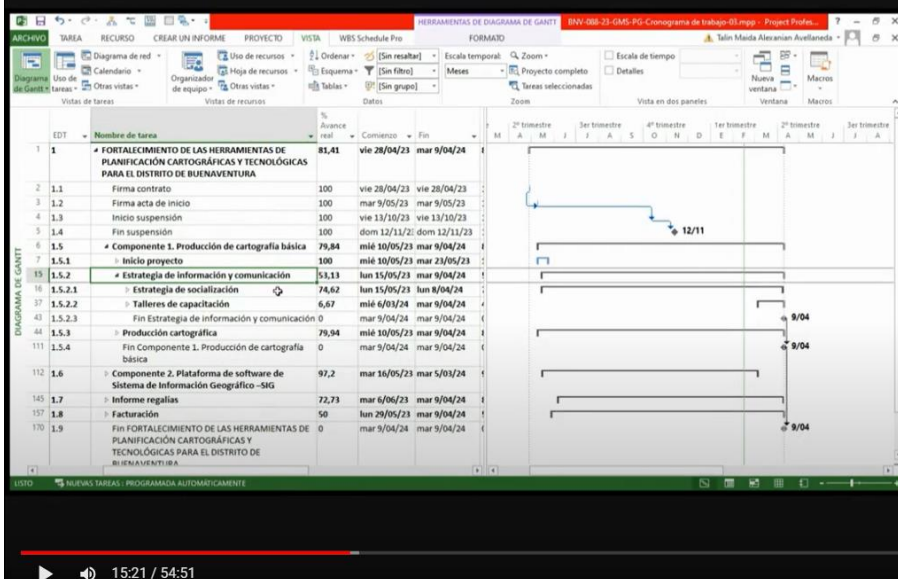 HERRAMIENTAS DE DIAGRAMA DE GANTT
BNV-088-23-GMS-PG-Cronograma de trabajo-03.mpp - Project Profes...
ARCHIVO TAREA RECURSO CREAR UN INFORME PROYECTO VISTA WBS Schedule Pro FORMATO
Talin Maida Alexanian Avellaneda
Diagrama de Gantt
Uso de tareas
Diagrama de red
Calendario
Otras vistas
Vistas de tareas
Organizador de equipo
Uso de recursos
Hoja de recursos
Otras vistas
Vistas de recursos
Ordenar
Esquema
Tablas
[Sin resaltar]
[Sin filtro]
[Sin grupo]
Datos
Escala temporal:
Meses
Zoom
Proyecto completo
Tareas seleccionadas
Zoom
Escala de tiempo
Detalles
Vista en dos paneles
Nueva ventana
Ventana
Macros
Macros
EDT Nombre de tarea % Avance real Comienzo Fin
2º trimestre 3er trimestre 4º trimestre 1er trimestre 2º trimestre 3er trimestre
M A M J J A S O N D E F M A M J J A
1 1 FORTALECIMIENTO DE LAS HERRAMIENTAS DE 81,41 vie 28/04/23 mar 9/04/24
PLANIFICACIÓN CARTOGRÁFICAS Y TECNOLÓGICAS
PARA EL DISTRITO DE BUENAVENTURA
2 1.1 Firma contrato 100 vie 28/04/23 vie 28/04/23
3 1.2 Firma acta de inicio 100 mar 9/05/23 mar 9/05/23
4 1.3 Inicio suspensión 100 vie 13/10/23 vie 13/10/23
5 1.4 Fin suspensión 100 dom 12/11/2 dom 12/11/23 12/11
6 1.5 Componente 1. Producción de cartografía básica 79,84 mié 10/05/23 mar 9/04/24
7 1.5.1 Inicio proyecto 100 mié 10/05/23 mar 23/05/23
15 1.5.2 Estrategia de información y comunicación 53,13 lun 15/05/23 mar 9/04/24
16 1.5.2.1 Estrategia de socialización 74,62 lun 15/05/23 lun 8/04/24
37 1.5.2.2 Talleres de capacitación 6,67 mié 6/03/24 mar 9/04/24
43 1.5.2.3 Fin Estrategia de información y comunicación 0 mar 9/04/24 mar 9/04/24 9/04
44 1.5.3 Producción cartográfica 79,94 mié 10/05/23 mar 9/04/24
111 1.5.4 Fin Componente 1. Producción de cartografía 0 mar 9/04/24 mar 9/04/24 9/04
básica
112 1.6 Componente 2. Plataforma de software de 97,2 mar 16/05/23 mar 5/03/24
Sistema de Información Geográfico –SIG
145 1.7 Informe regalías 72,73 mar 6/06/23 mar 9/04/24
157 1.8 Facturación 50 lun 29/05/23 mar 9/04/24
170 1.9 Fin FORTALECIMIENTO DE LAS HERRAMIENTAS DE 0 mar 9/04/24 mar 9/04/24 9/04
PLANIFICACIÓN CARTOGRÁFICAS Y
TECNOLÓGICAS PARA EL DISTRITO DE
BUENAVENTURA
DIAGRAMA DE GANTT
LISTO NUEVAS TAREAS : PROGRAMADA AUTOMÁTICAMENTE
15:21 / 54:51